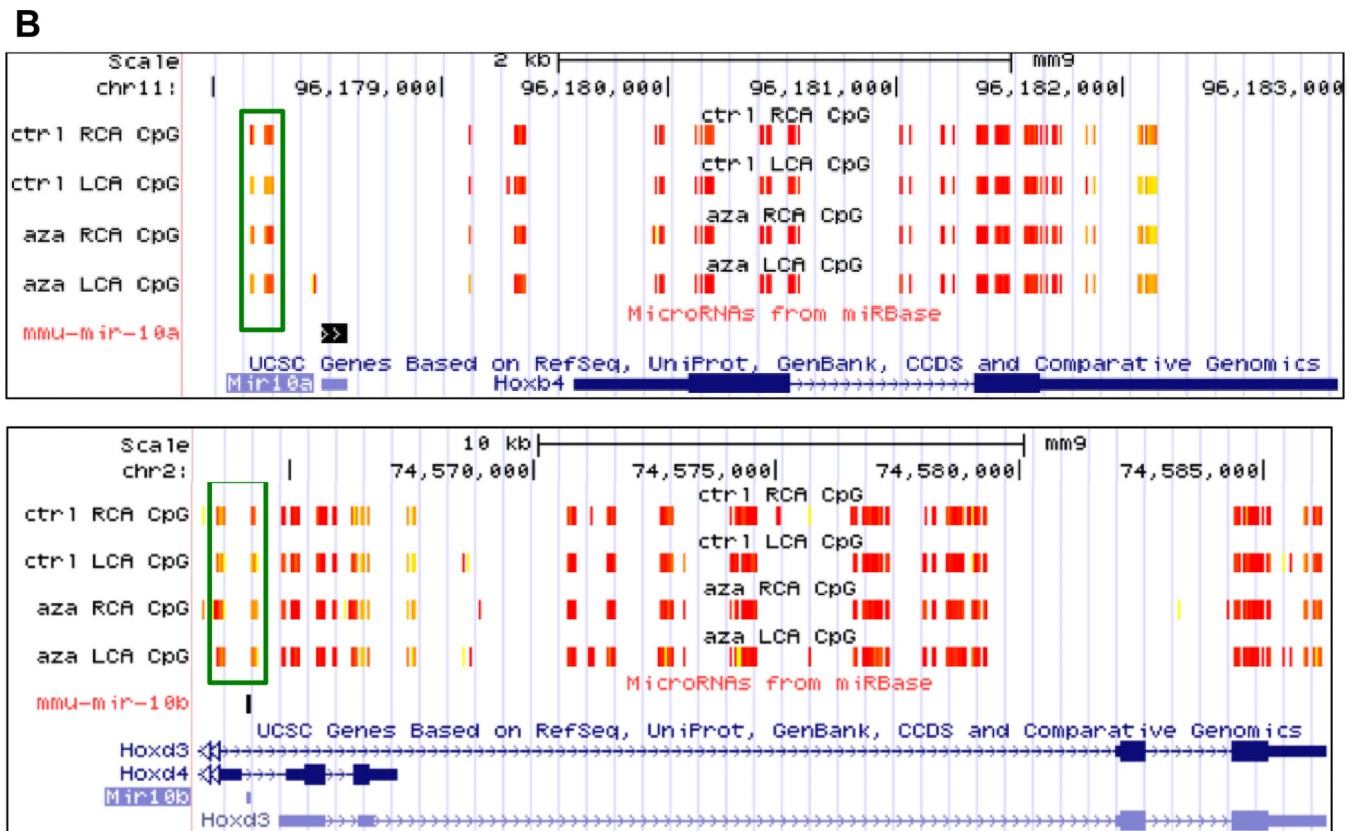 B
Scale 2 kb mm9
chr11: 96,179,000 96,180,000 96,181,000 96,182,000 96,183,000
ctrl RCA CpG
ctrl RCA CpG
ctrl LCA CpG
ctrl LCA CpG
aza RCA CpG
aza RCA CpG
aza LCA CpG
aza LCA CpG
MicroRNAs from miRBase
mmu-mir-10a
UCSC Genes Based on RefSeq, UniProt, GenBank, CCDS and Comparative Genomics
Mir10a Hoxb4
Scale 10 kb mm9
chr2: 74,570,000 74,575,000 74,580,000 74,585,000
ctrl RCA CpG
ctrl RCA CpG
ctrl LCA CpG
ctrl LCA CpG
aza RCA CpG
aza RCA CpG
aza LCA CpG
aza LCA CpG
MicroRNAs from miRBase
mmu-mir-10b
UCSC Genes Based on RefSeq, UniProt, GenBank, CCDS and Comparative Genomics
Hoxd3
Hoxd4
Mir10b
Hoxd3